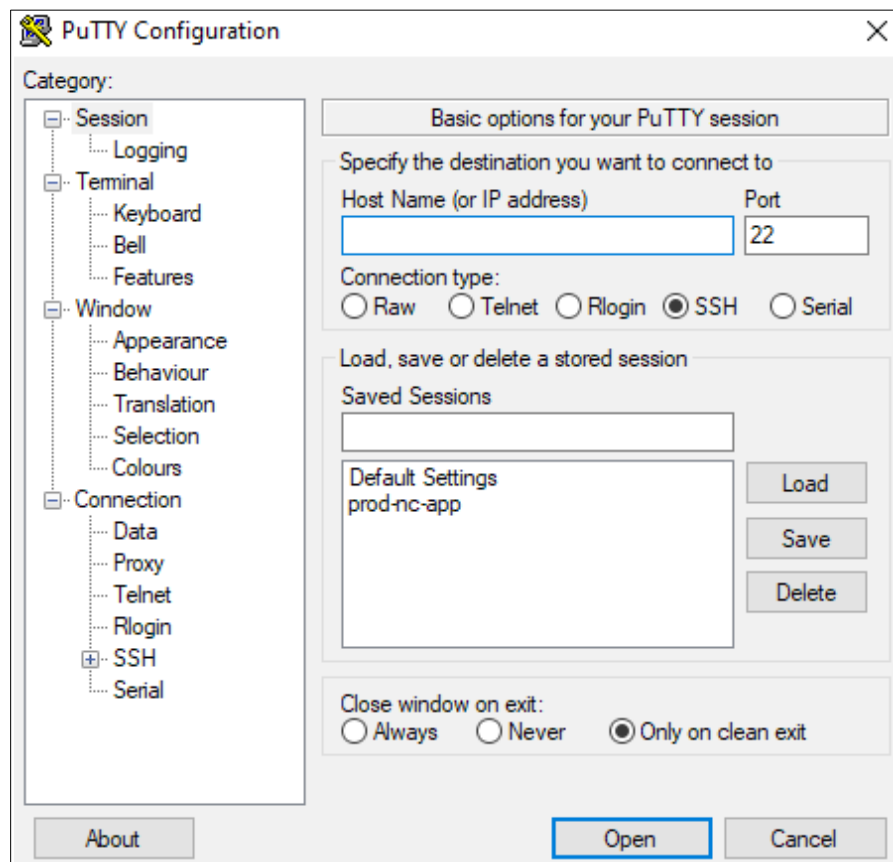 PuTTY Configuration
Category:
Session
Logging
Terminal
Keyboard
Bell
Features
Window
Appearance
Behaviour
Translation
Selection
Colours
Connection
Data
Proxy
Telnet
Rlogin
SSH
Serial
Basic options for your PuTTY session
Specify the destination you want to connect to
Host Name (or IP address) Port
22
Connection type:
Raw Telnet Rlogin SSH Serial
Load, save or delete a stored session
Saved Sessions
Default Settings
prod-nc-app
Load
Save
Delete
Close window on exit:
Always Never Only on clean exit
About Open Cancel